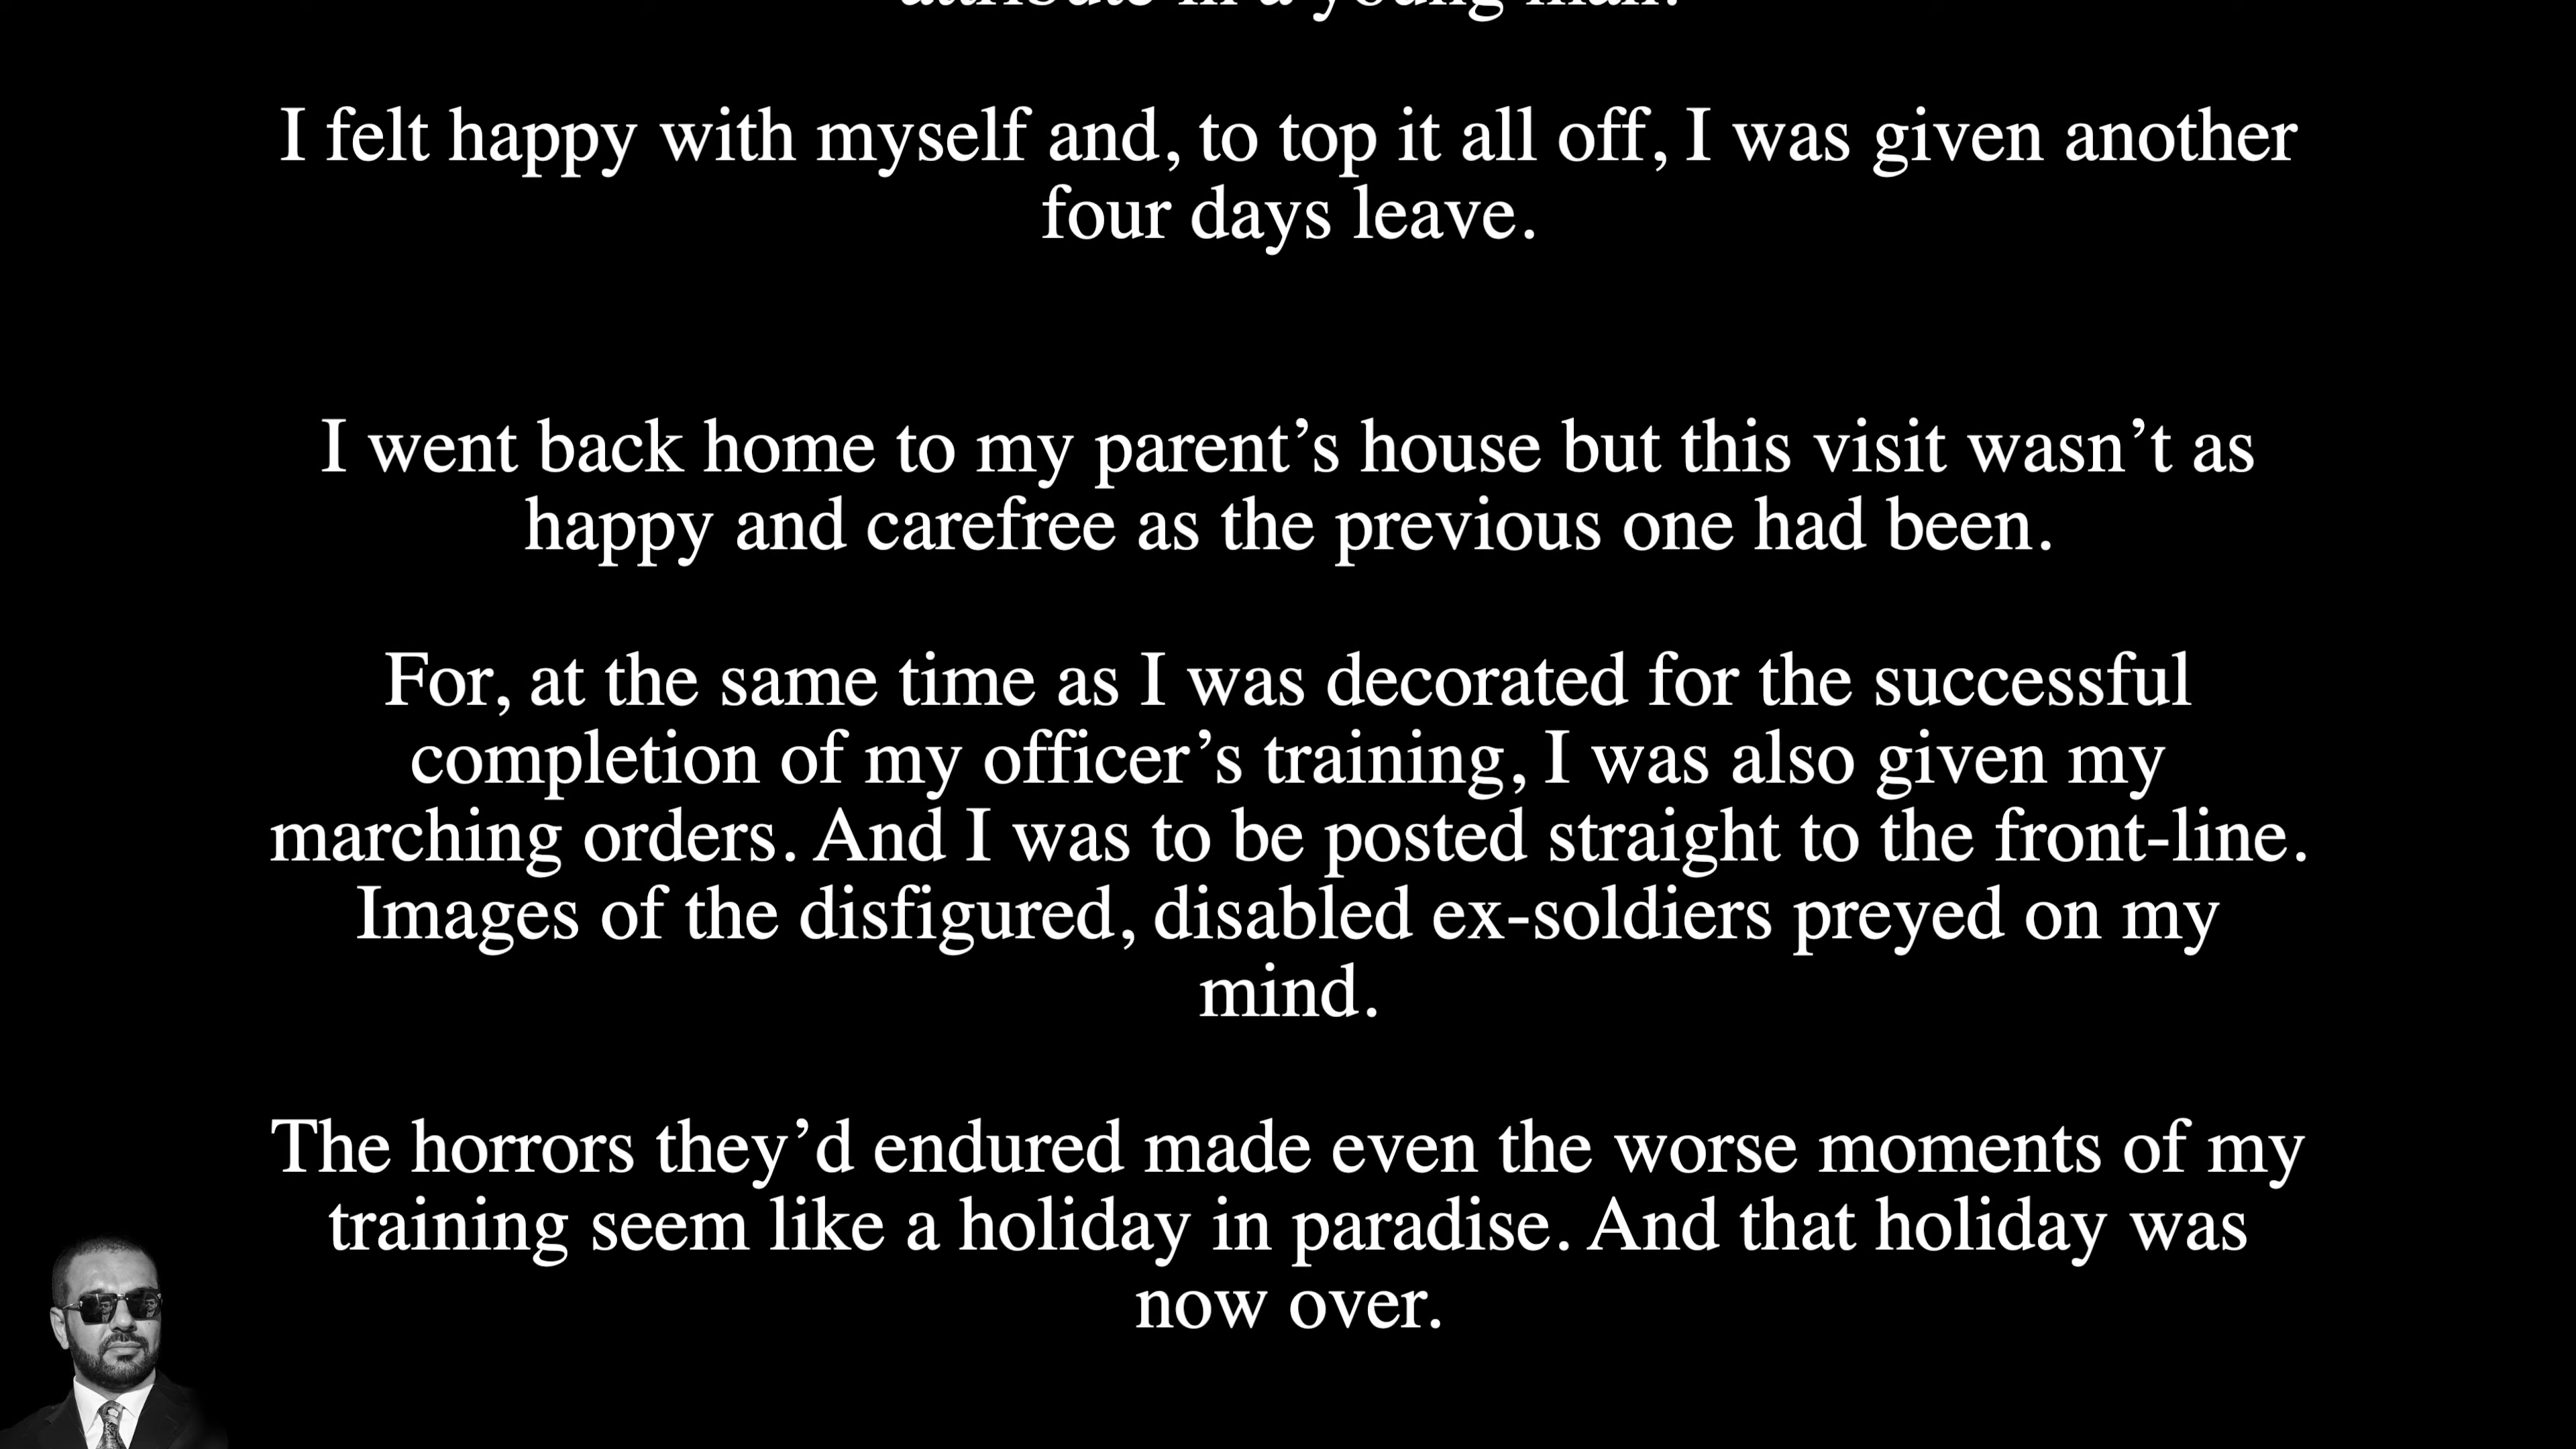 attribute in a young man.
I felt happy with myself and, to top it all off, I was given another
four days leave.
I went back home to my parent’s house but this visit wasn’t as
happy and carefree as the previous one had been.
For, at the same time as I was decorated for the successful
completion of my officer’s training, I was also given my
marching orders. And I was to be posted straight to the front-line.
Images of the disfigured, disabled ex-soldiers preyed on my
mind.
The horrors they’d endured made even the worse moments of my
training seem like a holiday in paradise. And that holiday was
now over.